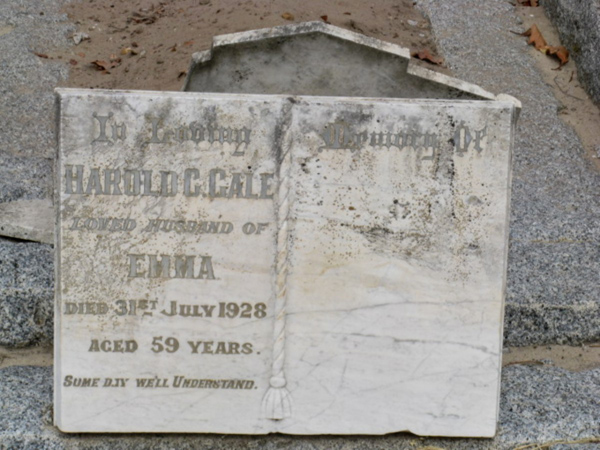 In Loving Memory Of
HAROLD C. GALE
LOVED HUSBAND OF
EMMA
DIED 31ST JULY 1928
AGED 59 YEARS.
SOME DAY WE'LL UNDERSTAND.